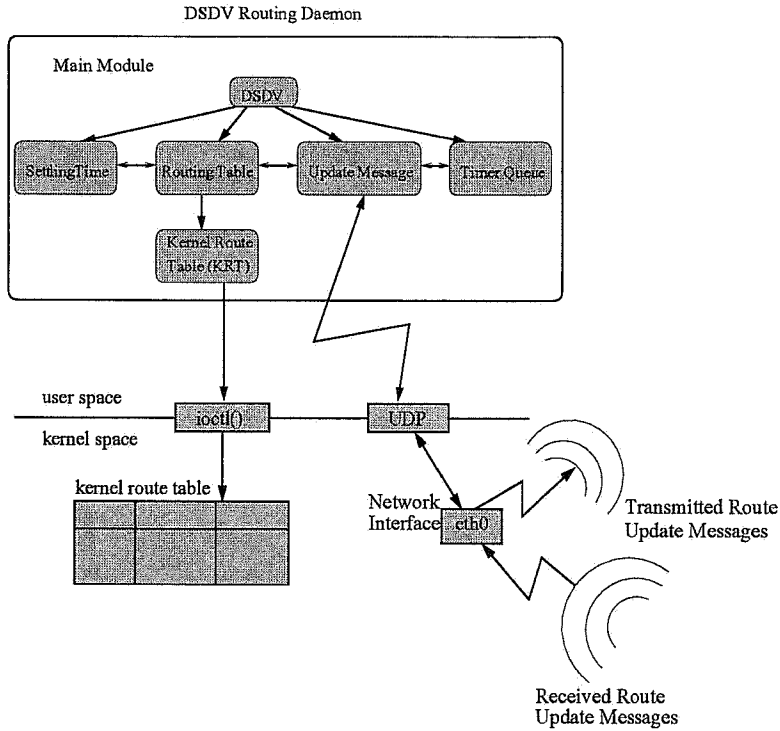 DSDV Routing Daemon
Main Module
DSDV
SettlingTime
Routing Table
Update Message
Timer Queue
Kernel Route
Table (KRT)
user space
ioctl()
UDP
kernel space
kernel route table
Network
Interface
eth0
Transmitted Route
Update Messages
Received Route
Update Messages